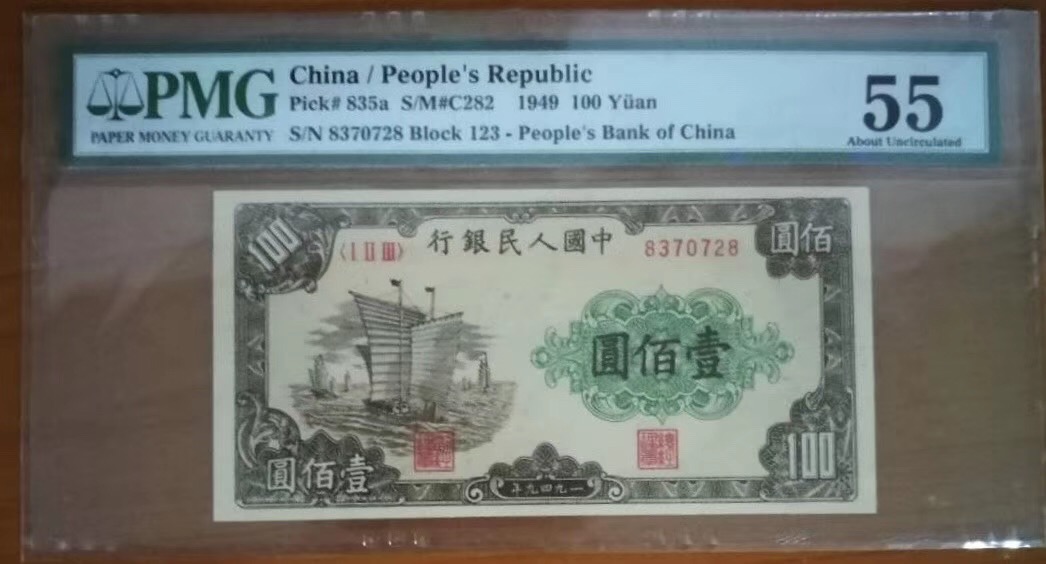 PMG
PAPER MONEY GUARANTY
China / People's Republic
Pick# 835a S/M#C282 1949 100 Yüan
S/N 8370728 Block 123 - People's Bank of China
55
About Uncirculated
100
〈I II III〉
行銀民人國中
8370728
圓佰
圓佰壹
圓佰壹
100
年九四九一